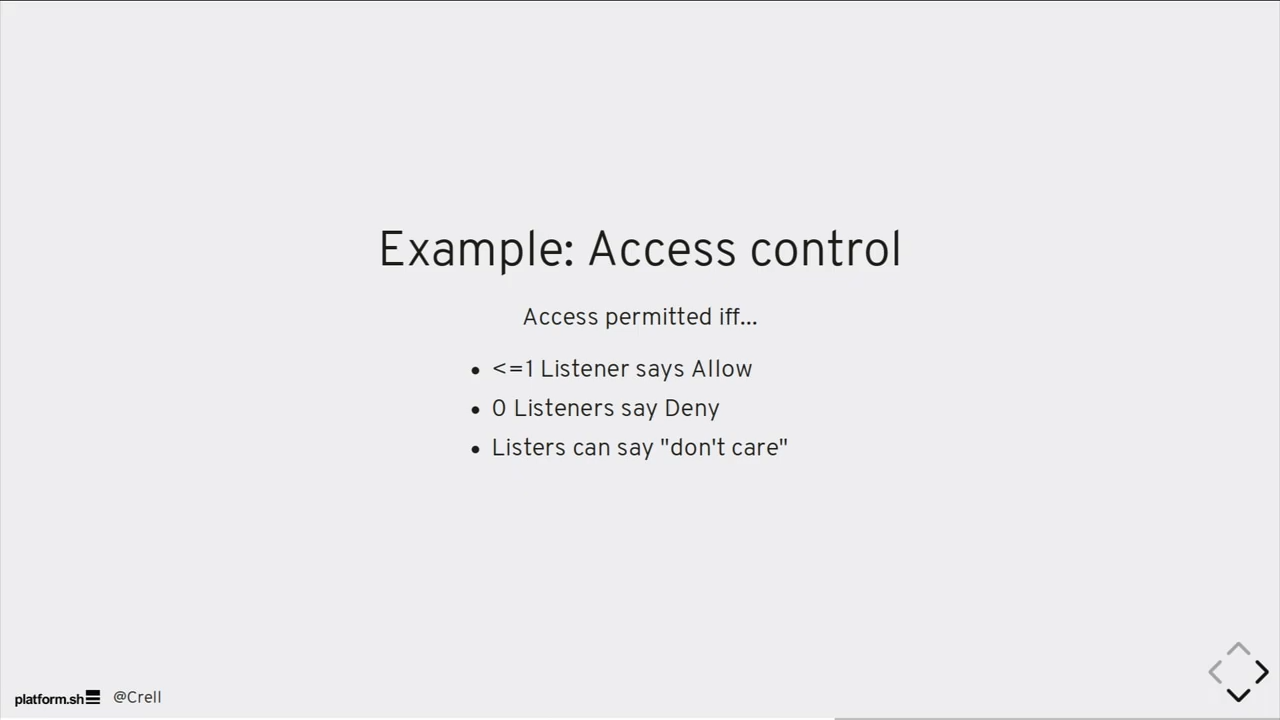 Example: Access control
Access permitted iff...
<=1 Listener says Allow
0 Listeners say Deny
Listers can say "don't care"
platform.sh @Crell